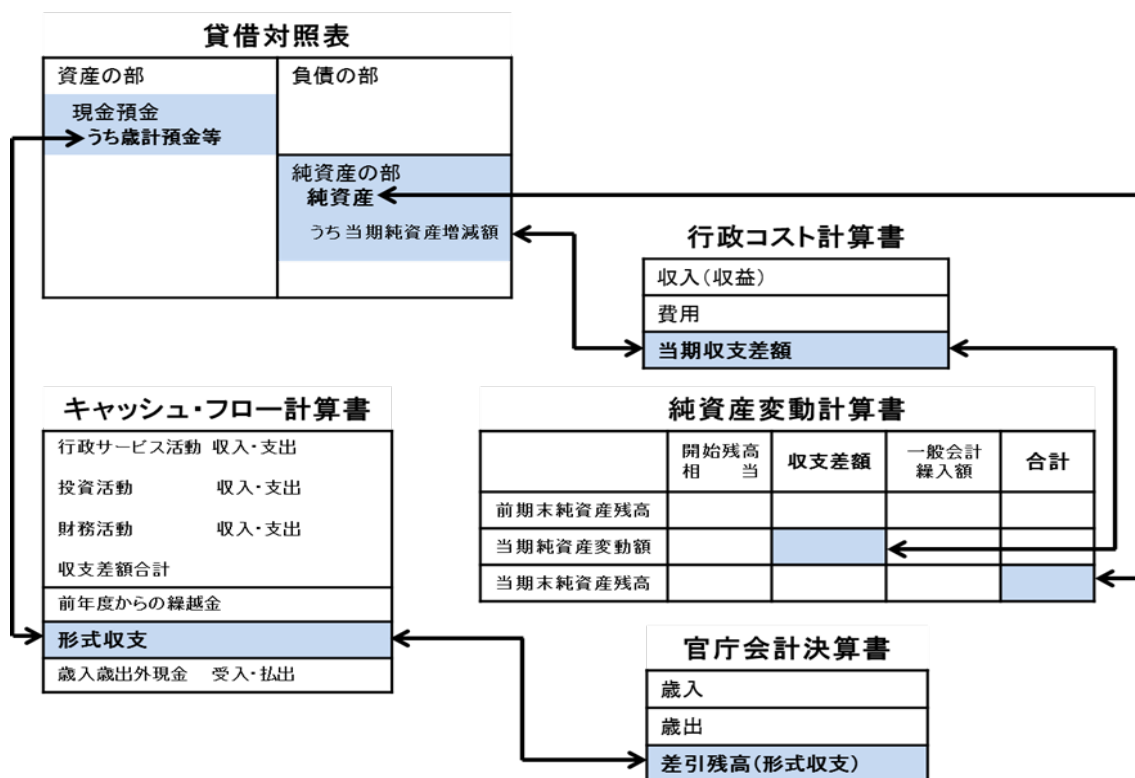 貸借対照表
資産の部
負債の部
現金預金
うち歳計預金等
純資産の部
純資産
うち当期純資産増減額
行政コスト計算書
収入(収益)
費用
当期収支差額
キャッシュ・フロー計算書
行政サービス活動 収入・支出
投資活動 収入・支出
財務活動 収入・支出
収支差額合計
前年度からの繰越金
形式収支
歳入歳出外現金 受入・払出
純資産変動計算書
開始残高
相 当
収支差額
一般会計
繰入額
合計
前期末純資産残高
当期純資産変動額
当期末純資産残高
官庁会計決算書
歳入
歳出
差引残高(形式収支)